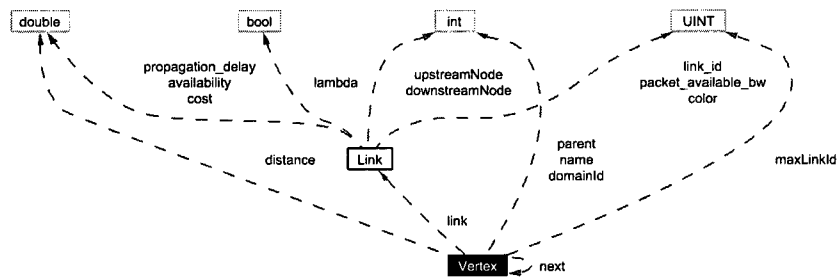 double
bool
int
UINT
propagation_delay
availability
cost
lambda
upstreamNode
downstreamNode
link_id
packet_available_bw
color
Link
distance
parent
name
domainId
maxLinkId
link
Vertex
next